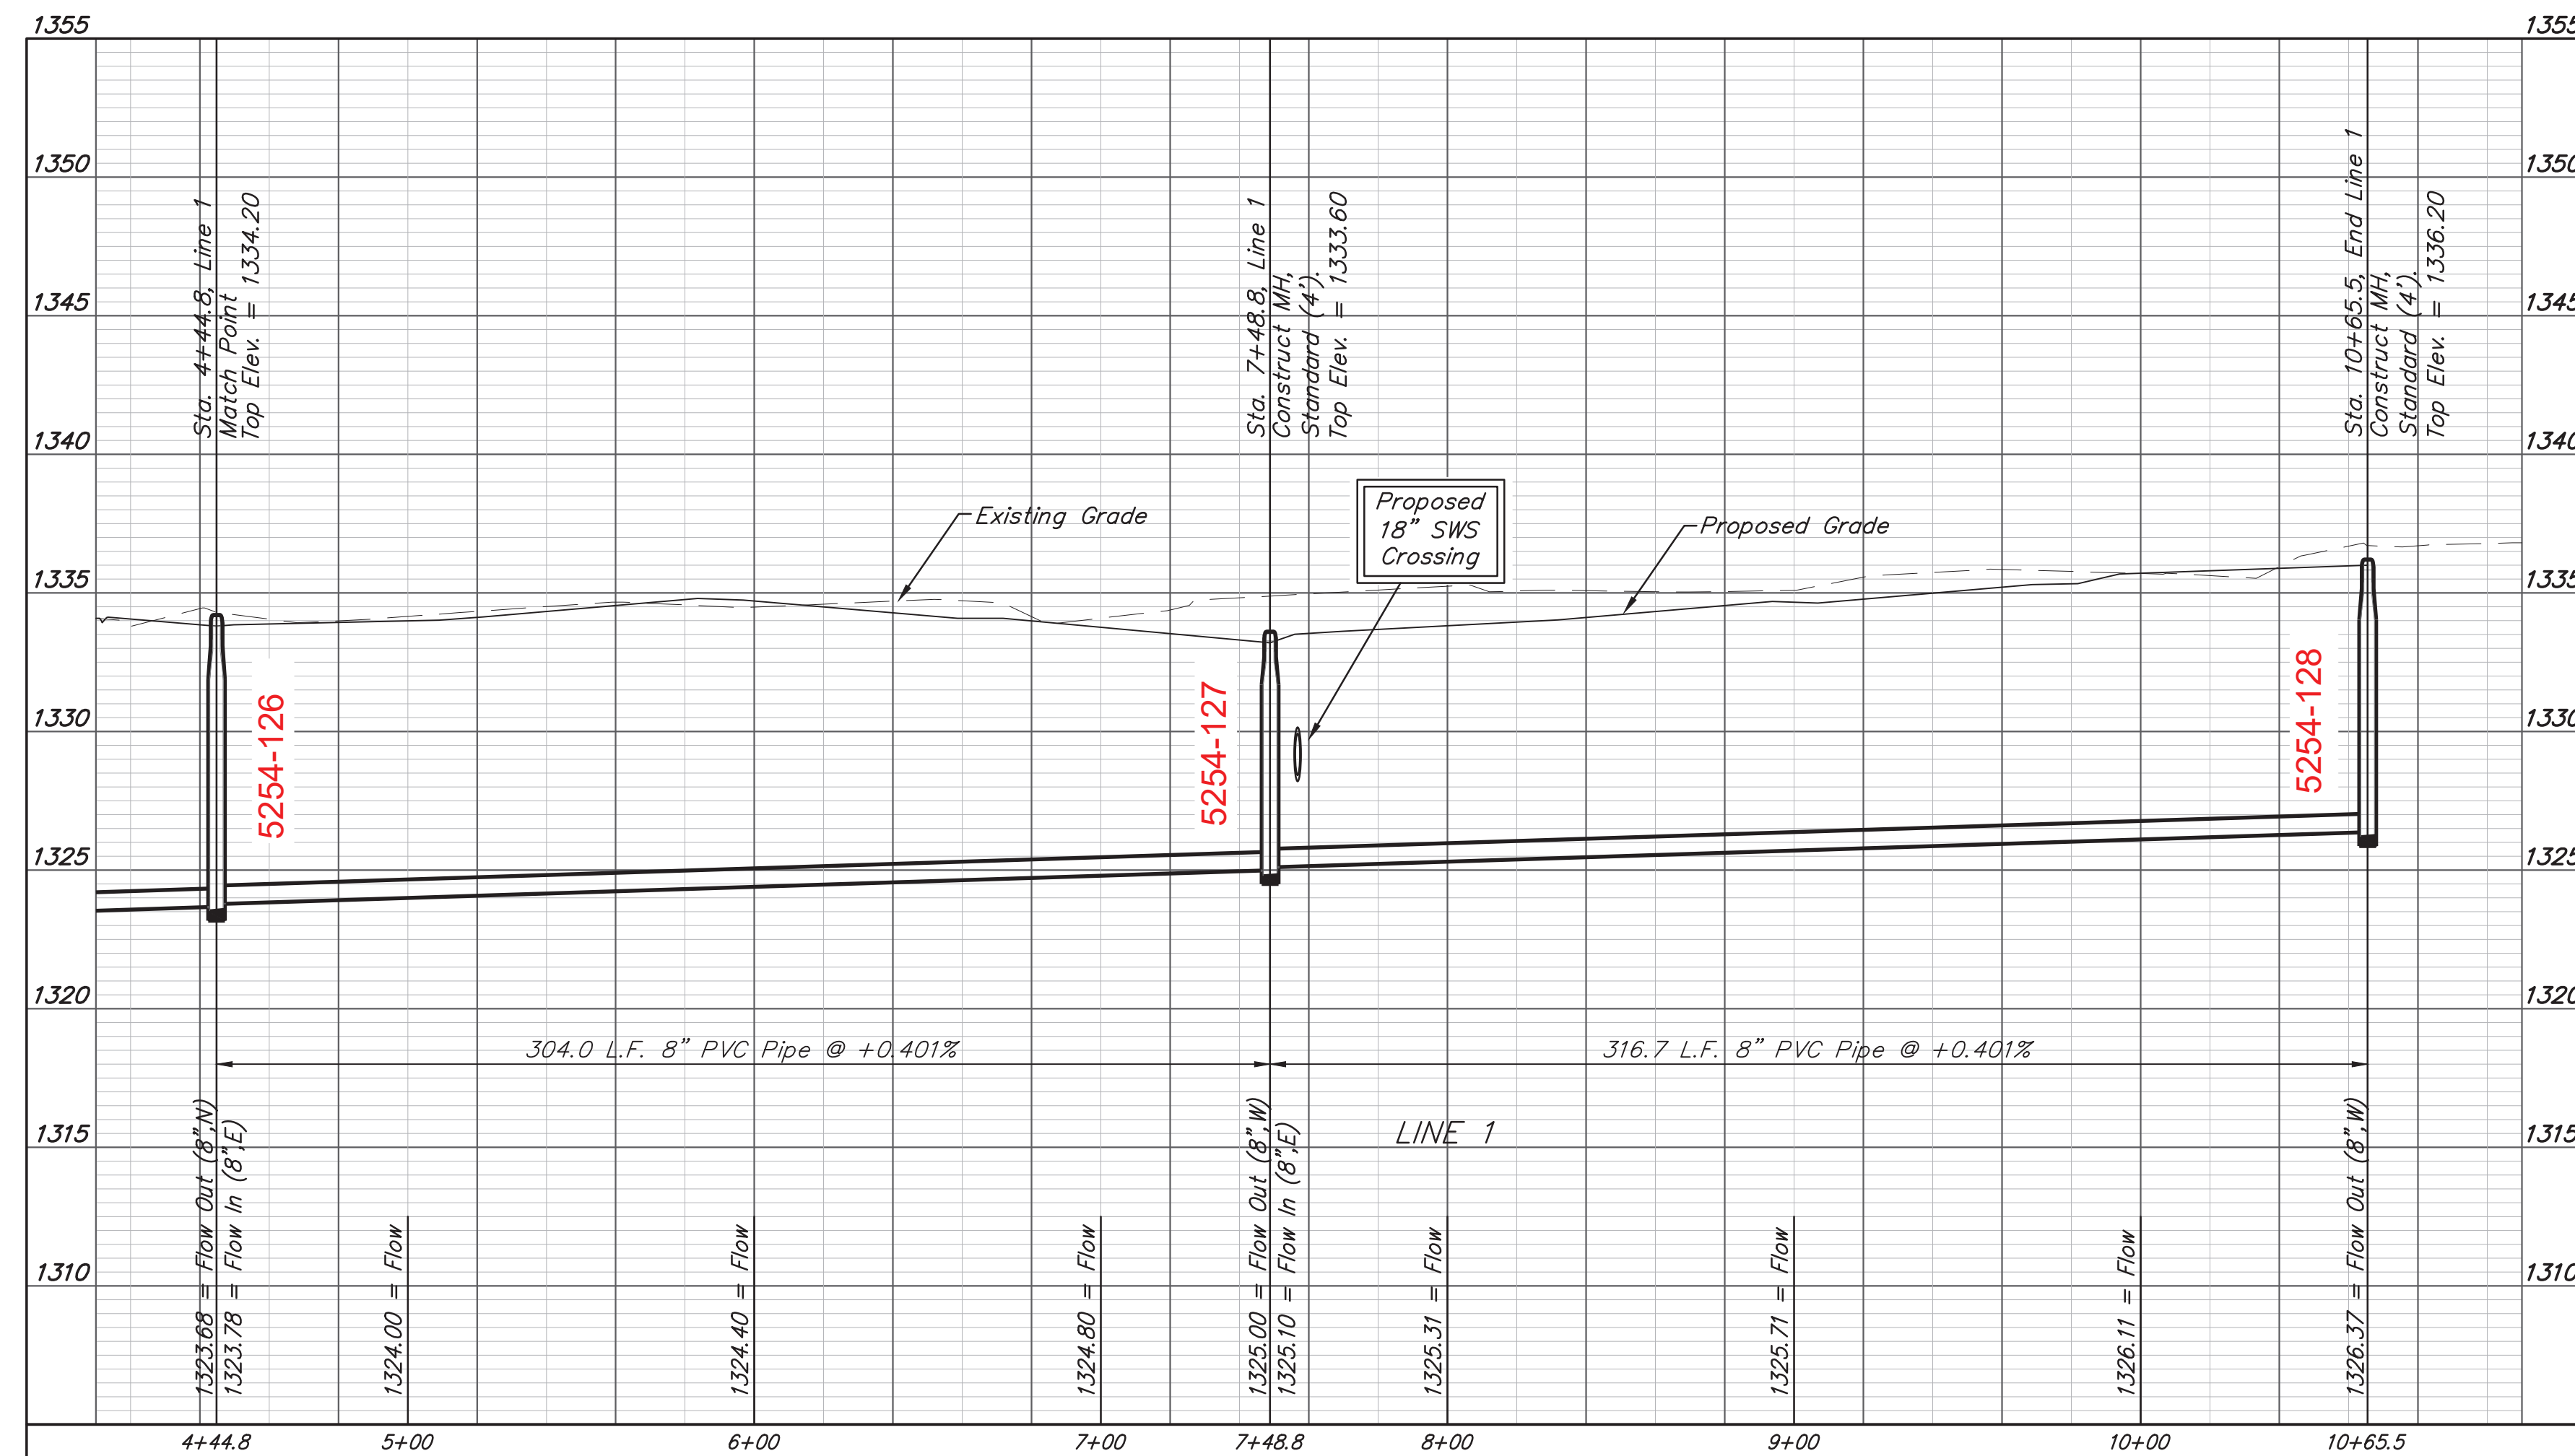 1355
1355
1350
1350
1345
1345
1340
1340
1335
1335
1330
1330
1325
1325
1320
1320
1315
1315
1310
1310
Sta. 4+44.8, Line 1
Match Point
Top Elev. = 1334.20
Sta. 7+48.8, Line 1
Construct MH,
Standard (4').
Top Elev. = 1333.60
Sta. 10+65.5, End Line 1
Construct MH,
Standard (4').
Top Elev. = 1336.20
Existing Grade
Proposed
18" SWS
Crossing
Proposed Grade
5254-126
5254-127
5254-128
304.0 L.F. 8" PVC Pipe @ +0.401%
316.7 L.F. 8" PVC Pipe @ +0.401%
LINE 1
1323.68 = Flow Out (8",N)
1323.78 = Flow In (8",E)
1324.00 = Flow
1324.40 = Flow
1324.80 = Flow
1325.00 = Flow Out (8",W)
1325.10 = Flow In (8",E)
1325.31 = Flow
1325.71 = Flow
1326.11 = Flow
1326.37 = Flow Out (8",W)
4+44.8
5+00
6+00
7+00
7+48.8
8+00
9+00
10+00
10+65.5